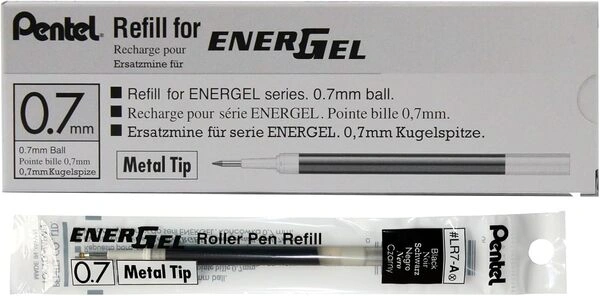 Pentel
Refill for ENERGEL
Recharge pour
Ersatzmine für
0.7
mm
0.7mm Ball
Pointe bille 0,7mm
0,7mm Kugelspize
Refill for ENERGEL series. 0.7mm ball.
Recharge pour série ENERGEL. Pointe bille 0,7mm.
Ersatzmine für serie ENERGEL. 0,7mm Kugelspitze.
Metal Tip
ENERGEL Roller Pen Refill
0.7 Metal Tip
#LR7-A
Black
Noir
Schwarz
Negro
Nero
Czarny
Pentel